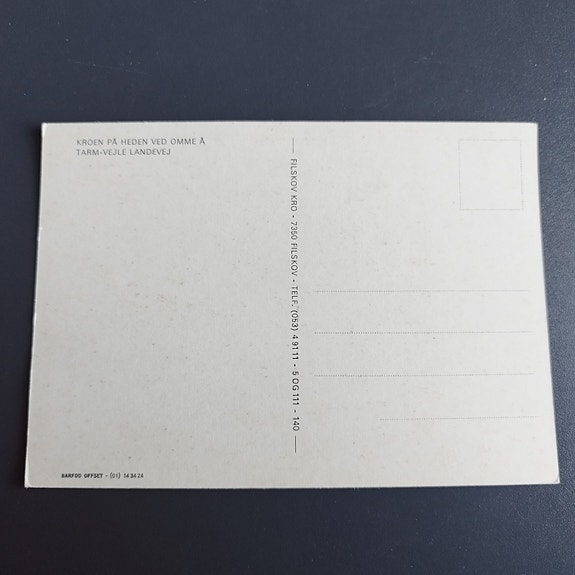 KROEN PÅ HEDEN VED OMME Å
TARM-VEJLE LANDEVEJ
FILSKOV KRO - 7350 FILSKOV - TELF. (053) 4 91 11 - 5 OG 111 - 140
BARFOD OFFSET - (01) 14 34 24